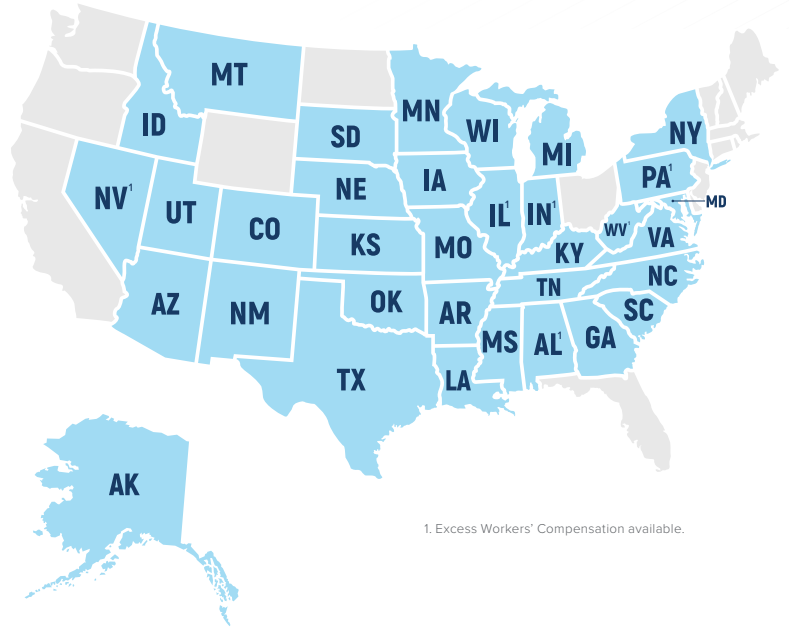 MT
MN
ID
SD
WI
NY
MI
NV¹
NE
IA
PA¹
UT
CO
IL¹
IN¹
MD
KS
MO
KY
WV¹
VA
AZ
NM
OK
AR
TN
NC
SC
TX
LA
MS
AL¹
GA
AK
1. Excess Workers’ Compensation available.